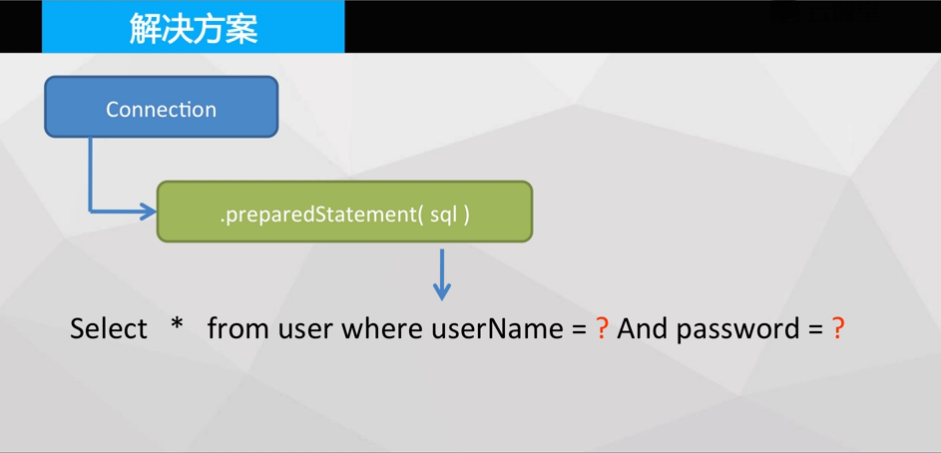 解决方案
Connection
.preparedStatement( sql )
Select * from user where userName = ? And password = ?